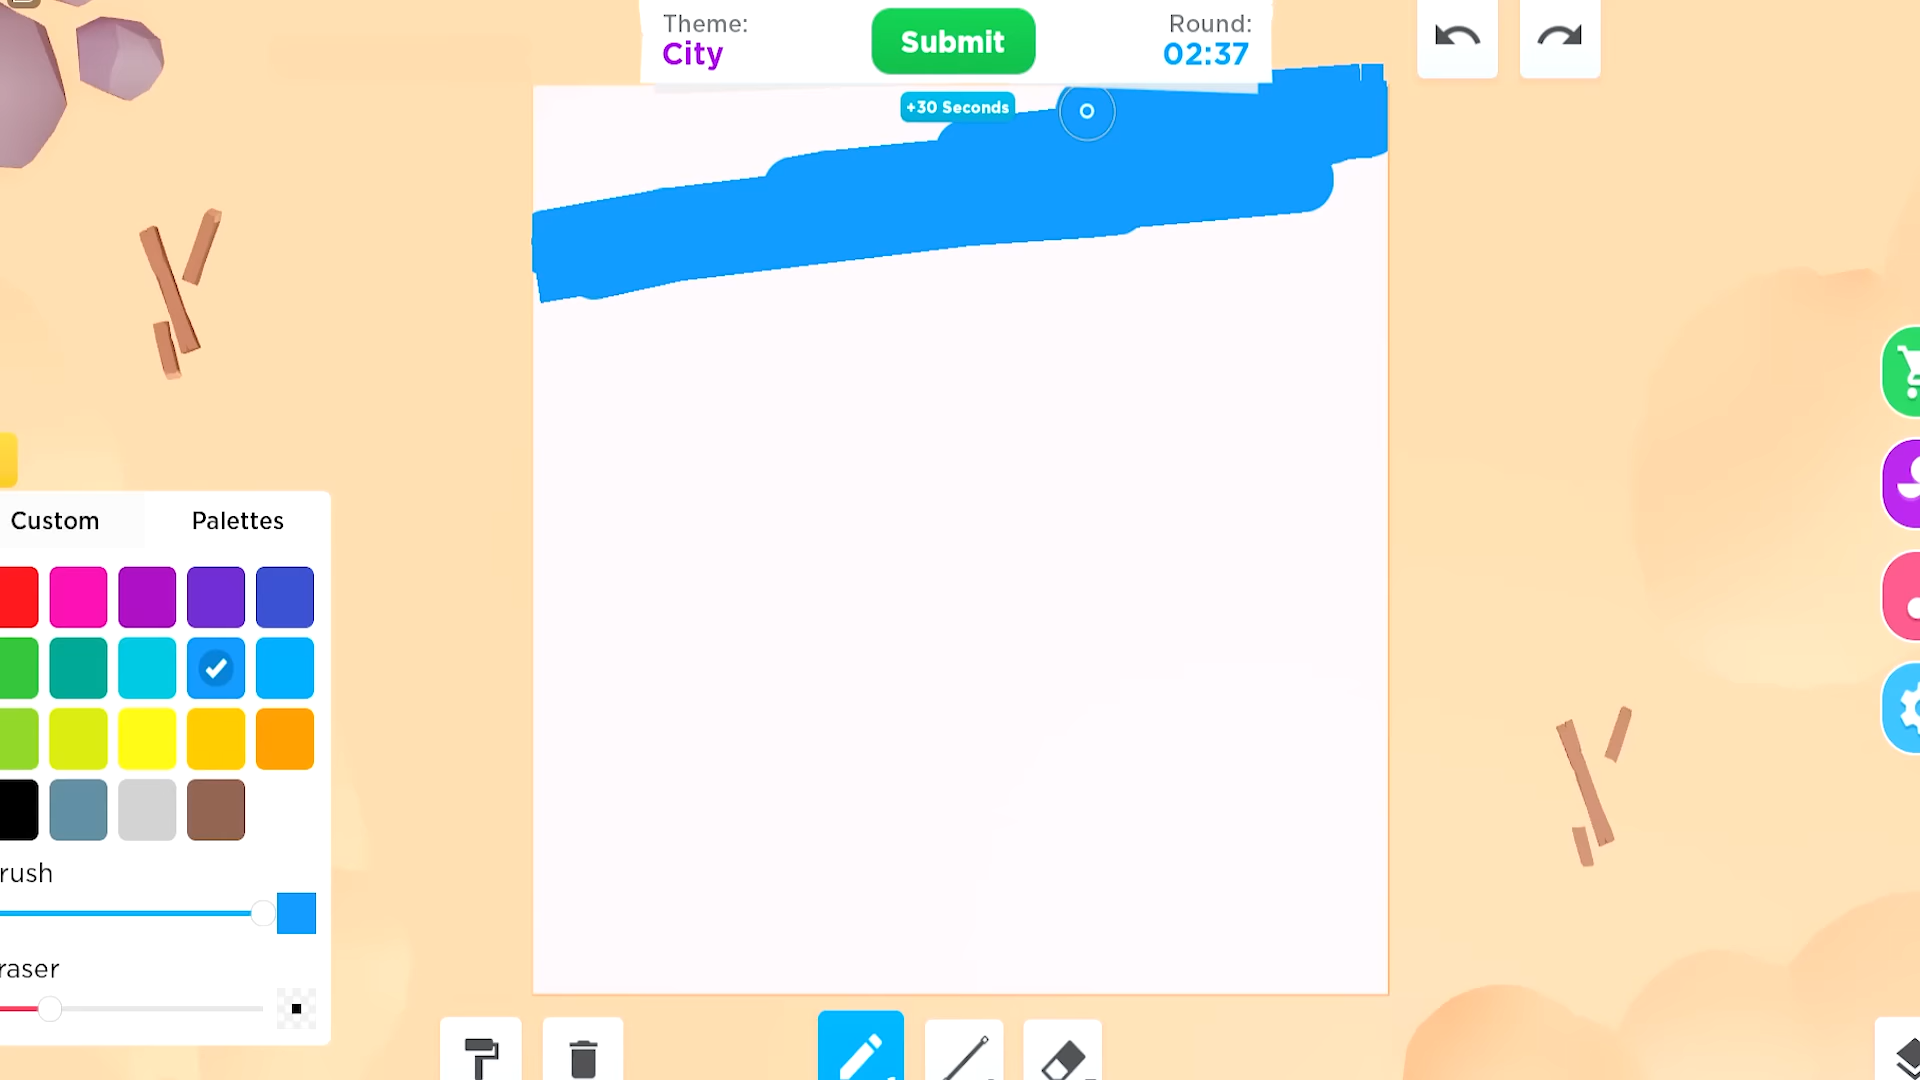 Theme:
City
Submit
Round:
02:37
+30 Seconds
Custom
Palettes
rush
raser